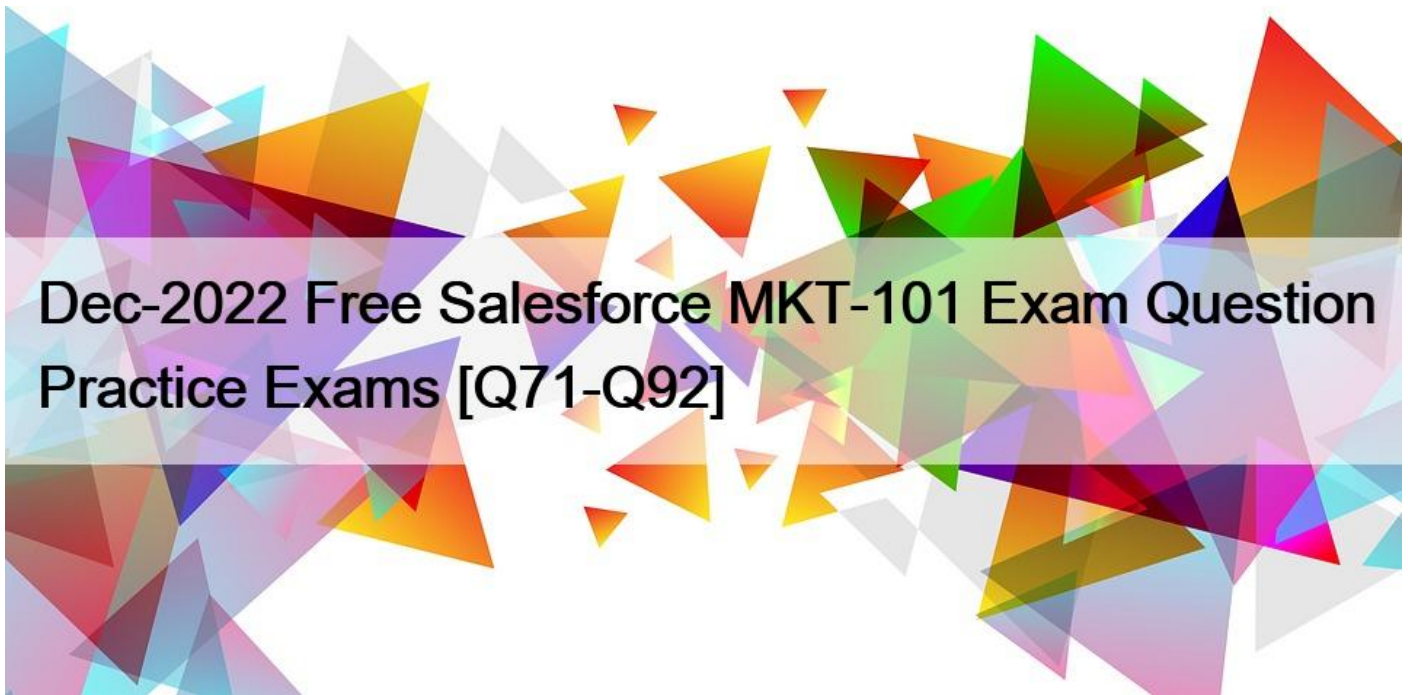 Dec-2022 Free Salesforce MKT-101 Exam Question
Practice Exams [Q71-Q92]